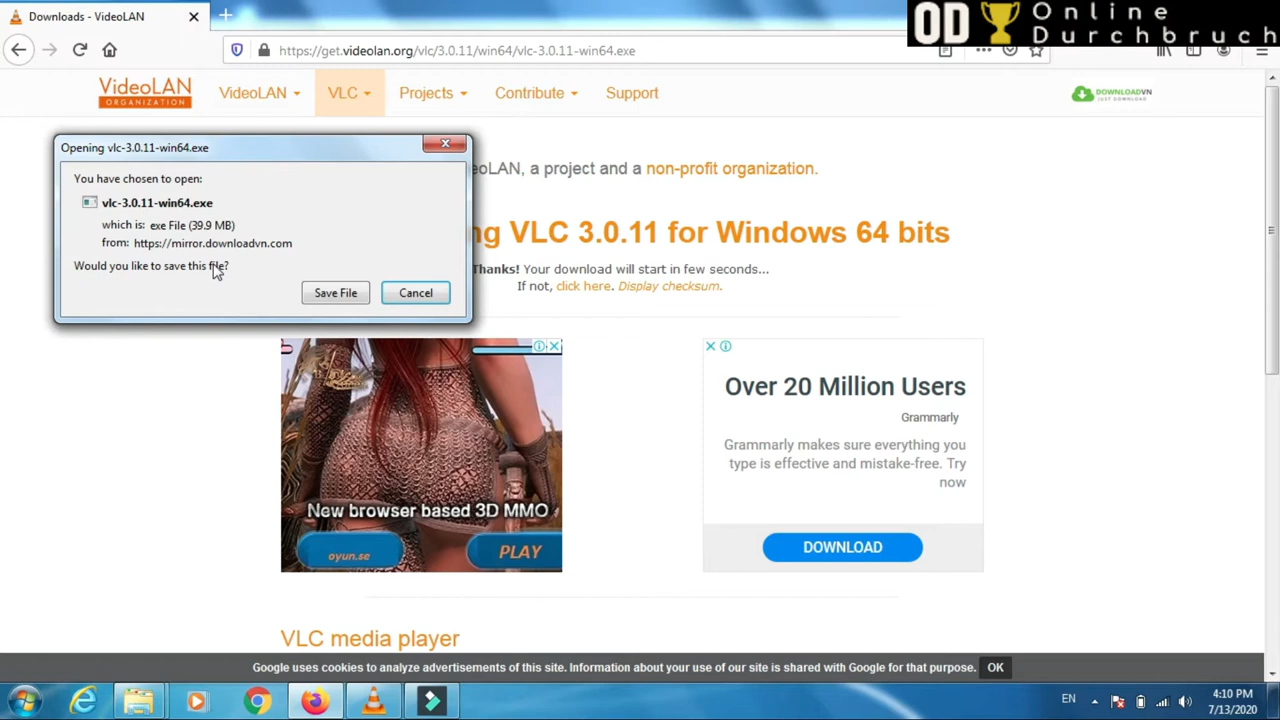 Downloads - VideoLAN
OD Online
Durchbruch
https://get.videolan.org/vlc/3.0.11/win64/vlc-3.0.11-win64.exe
VideoLAN
ORGANIZATION
VideoLAN
VLC
Projects
Contribute
Support
DOWNLOADVN
JUST DOWNLOAD
Opening vlc-3.0.11-win64.exe
You have chosen to open:
vlc-3.0.11-win64.exe
which is: exe File (39.9 MB)
from: https://mirror.downloadvn.com
Would you like to save this file?
Save File
Cancel
eoLAN, a project and a non-profit organization.
ng VLC 3.0.11 for Windows 64 bits
Thanks! Your download will start in few seconds...
If not, click here. Display checksum.
New browser based 3D MMO
oyun.se
PLAY
Over 20 Million Users
Grammarly
Grammarly makes sure everything you
type is effective and mistake-free. Try
now
DOWNLOAD
VLC media player
Google uses cookies to analyze advertisements of this site. Information about your use of our site is shared with Google for that purpose.
OK
EN
4:10 PM
7/13/2020